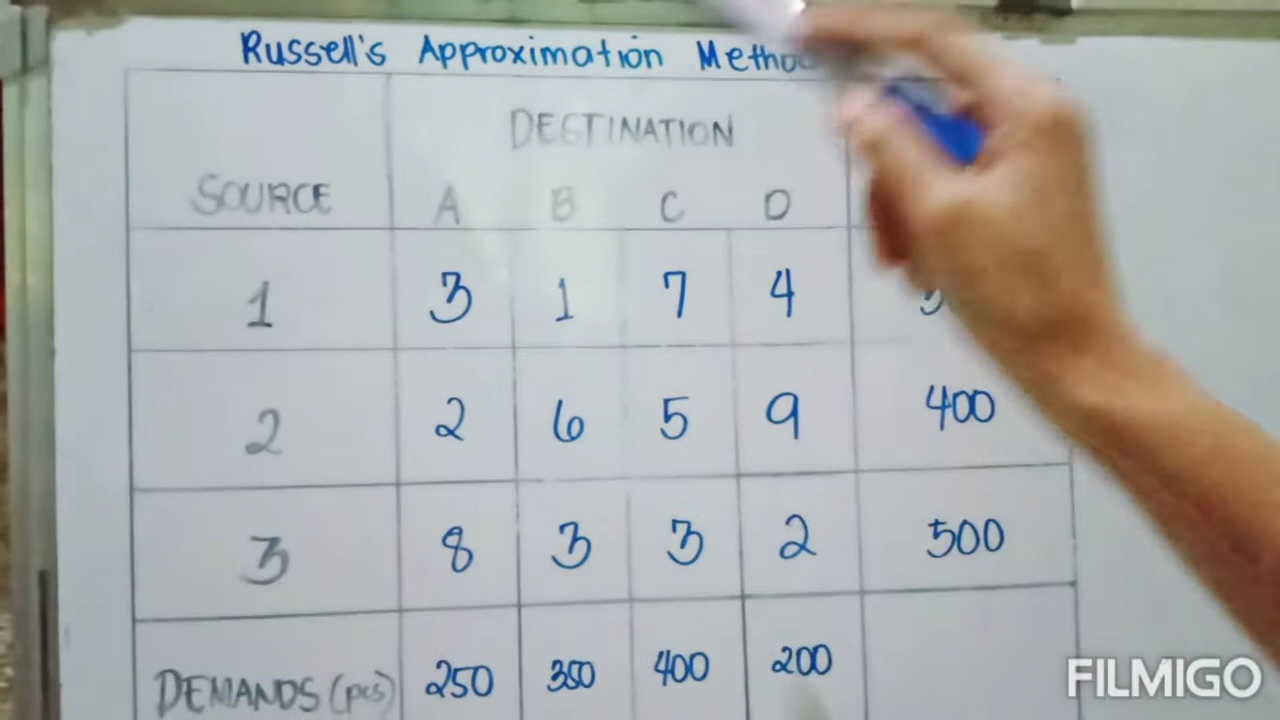 Russell's Approximation
DESTINATION
SOURCE A B C D
1 3 1 7 4
2 2 6 5 9 400
3 8 3 3 2 500
DEMANDS (pcs) 250 350 400 200
FILMIGO